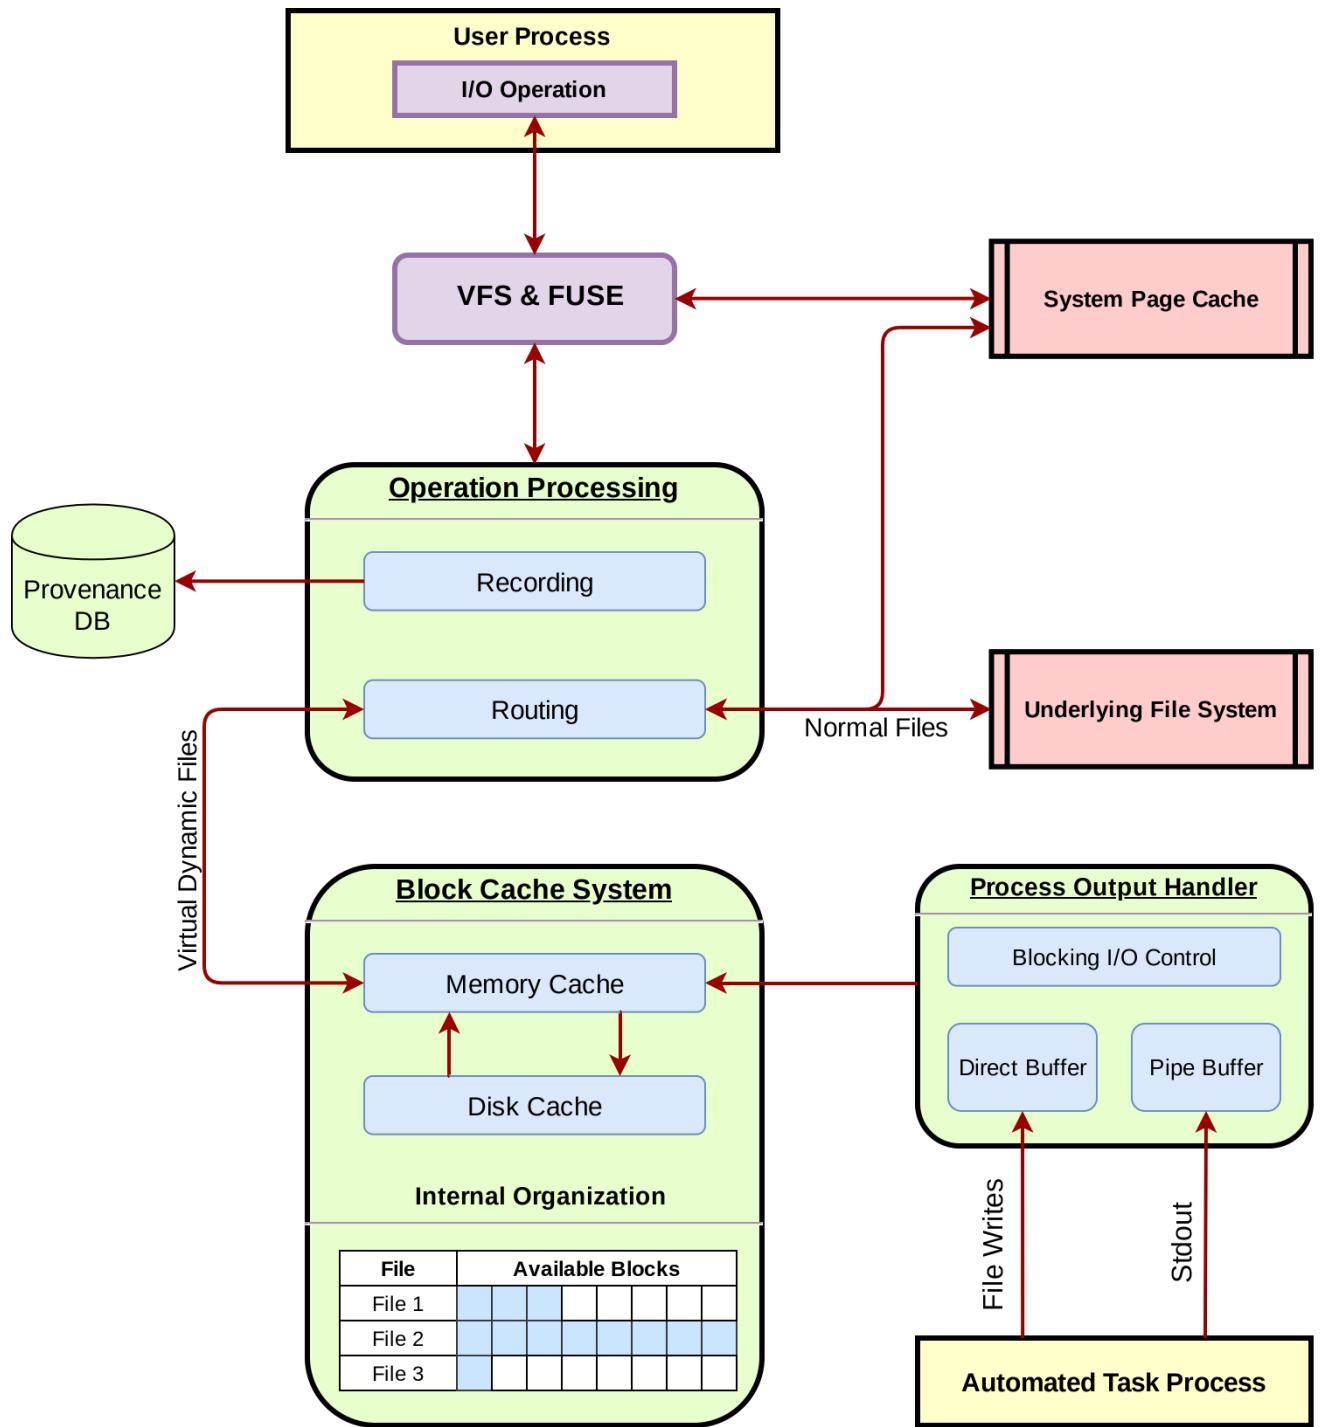 User Process
I/O Operation
VFS & FUSE
System Page Cache
Operation Processing
Recording
Provenance
DB
Routing
Normal Files
Underlying File System
Virtual Dynamic Files
Block Cache System
Memory Cache
Disk Cache
Process Output Handler
Blocking I/O Control
Direct Buffer
Pipe Buffer
File Writes
Stdout
Internal Organization
File Available Blocks
File 1
File 2
File 3
Automated Task Process